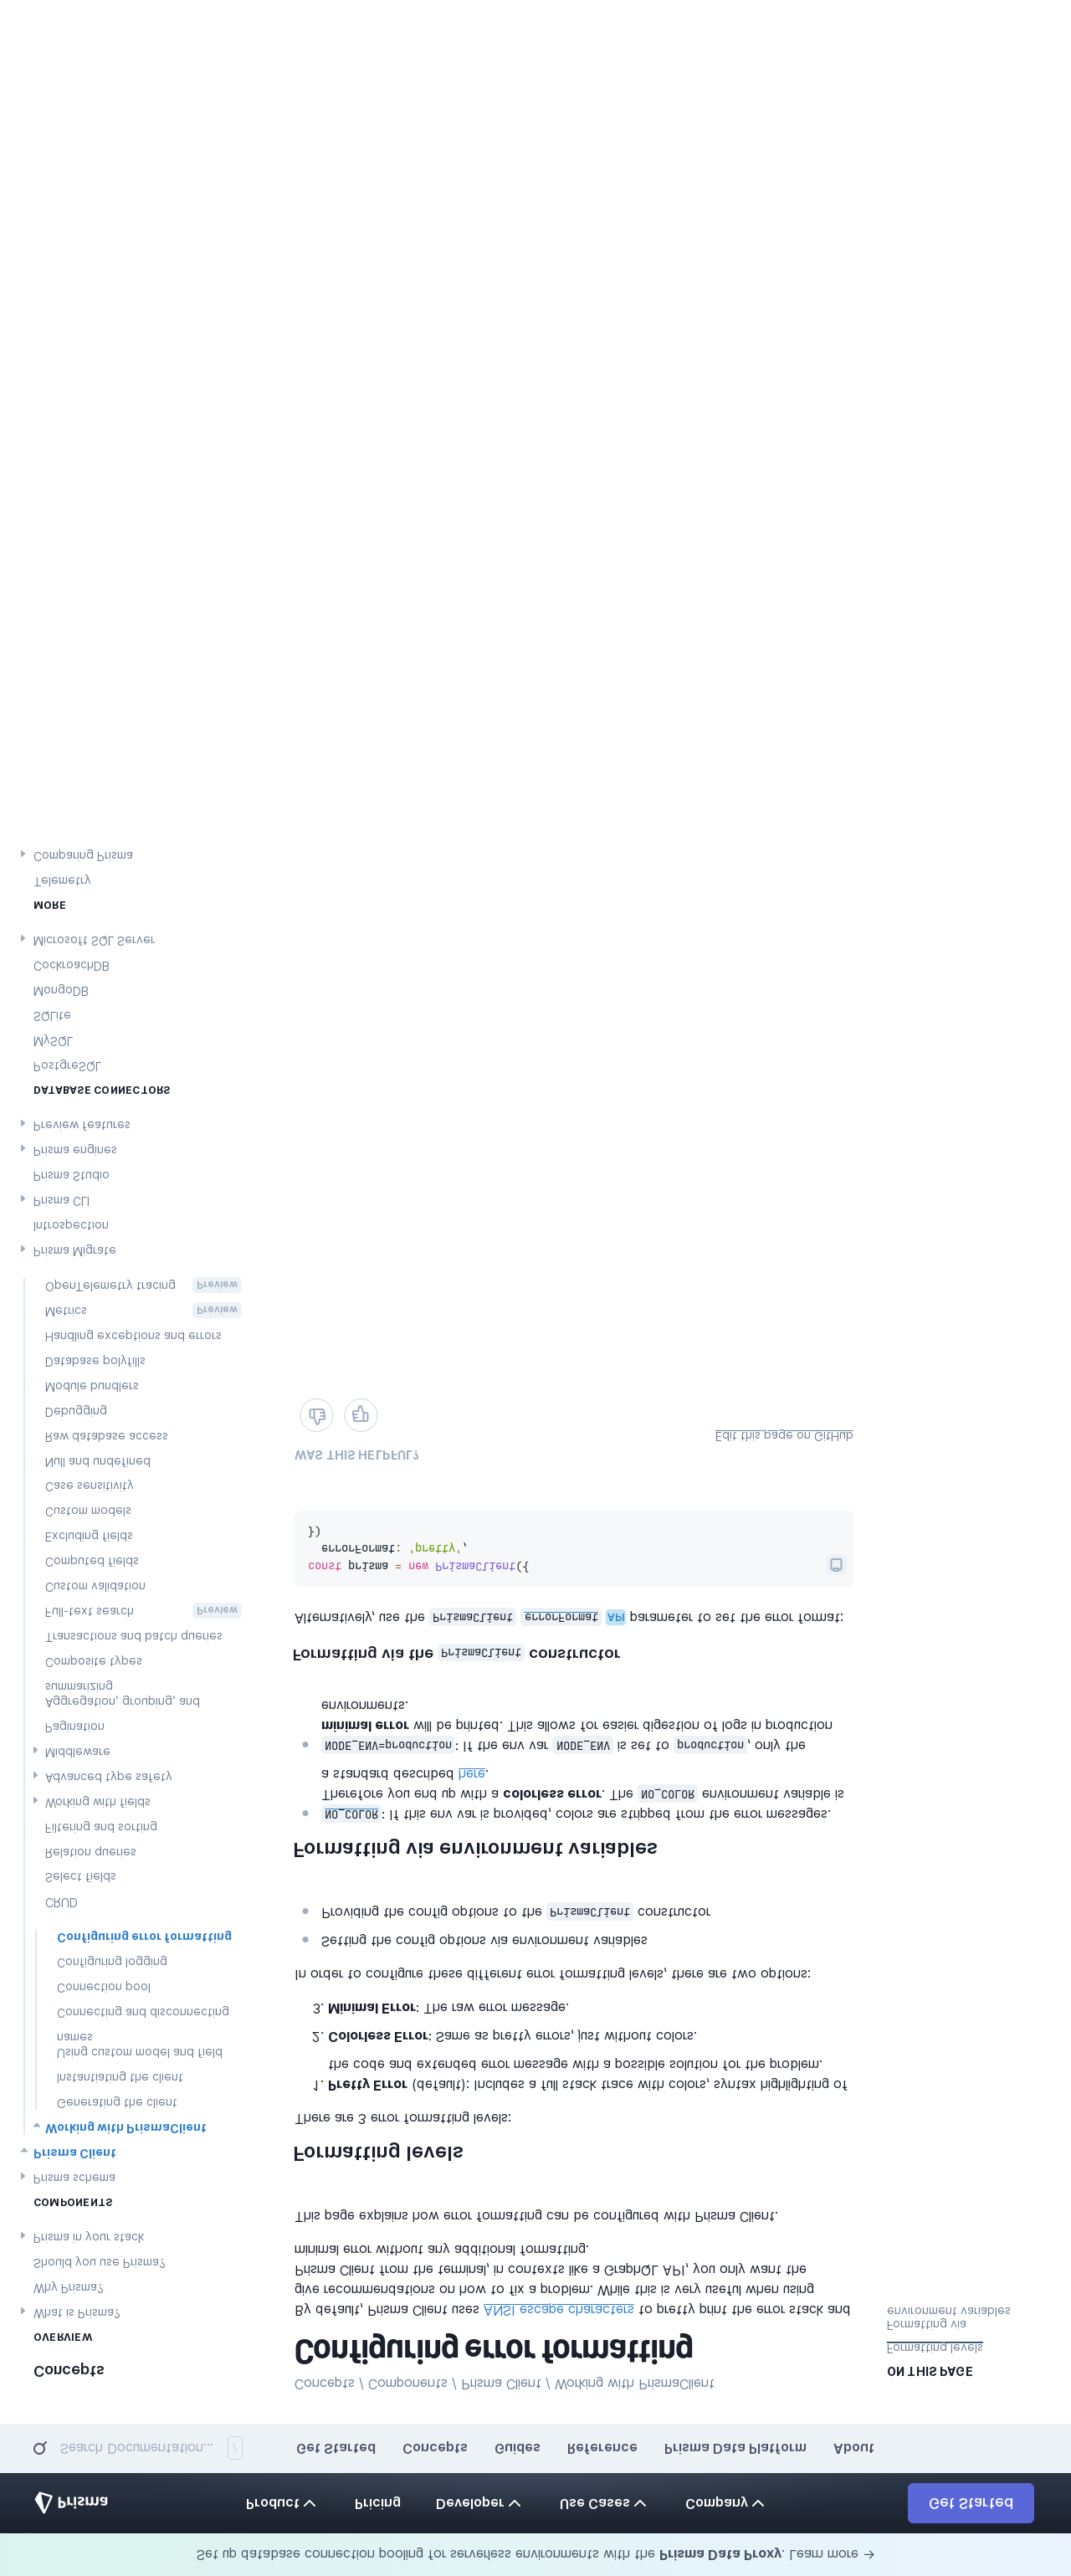 Set up database connection pooling for serverless environments with the Prisma Data Proxy. Learn more →
Prisma
Product
Pricing
Developer
Use Cases
Company
Get Started
Search Documentation... /
Get Started
Concepts
Guides
Reference
Prisma Data Platform
About
Concepts
OVERVIEW
What is Prisma?
Why Prisma?
Should you use Prisma?
Prisma in your stack
COMPONENTS
Prisma schema
Prisma Client
Working with PrismaClient
Generating the client
Instantiating the client
Using custom model and field
names
Connecting and disconnecting
Connection pool
Configuring logging
Configuring error formatting
CRUD
Select fields
Relation queries
Filtering and sorting
Working with fields
Advanced type safety
Middleware
Pagination
Aggregation, grouping, and
summarizing
Composite types
Transactions and batch queries
Full-text search Preview
Custom validation
Computed fields
Excluding fields
Custom models
Case sensitivity
Null and undefined
Raw database access
Debugging
Module bundlers
Database polyfills
Handling exceptions and errors
Metrics Preview
OpenTelemetry tracing Preview
Prisma Migrate
Introspection
Prisma CLI
Prisma Studio
Prisma engines
Preview features
DATABASE CONNECTORS
PostgreSQL
MySQL
SQLite
MongoDB
CockroachDB
Microsoft SQL Server
MORE
Telemetry
Comparing Prisma
Concepts / Components / Prisma Client / Working with PrismaClient
Configuring error formatting
By default, Prisma Client uses ANSI escape characters to pretty print the error stack and
give recommendations on how to fix a problem. While this is very useful when using
Prisma Client from the terminal, in contexts like a GraphQL API, you only want the
minimal error without any additional formatting.
This page explains how error formatting can be configured with Prisma Client.
Formatting levels
There are 3 error formatting levels:
1. Pretty Error (default): Includes a full stack trace with colors, syntax highlighting of
the code and extended error message with a possible solution for the problem.
2. Colorless Error: Same as pretty errors, just without colors.
3. Minimal Error: The raw error message.
In order to configure these different error formatting levels, there are two options:
Setting the config options via environment variables
Providing the config options to the PrismaClient constructor
Formatting via environment variables
NO_COLOR: If this env var is provided, colors are stripped from the error messages.
Therefore you end up with a colorless error. The NO_COLOR environment variable is
a standard described here.
NODE_ENV=production: If the env var NODE_ENV is set to production, only the
minimal error will be printed. This allows for easier digestion of logs in production
environments.
Formatting via the PrismaClient constructor
Alternatively, use the PrismaClient errorFormat API parameter to set the error format:
const prisma = new PrismaClient({
errorFormat: 'pretty',
})
WAS THIS HELPFUL?
Edit this page on GitHub
ON THIS PAGE
Formatting levels
Formatting via
environment variables